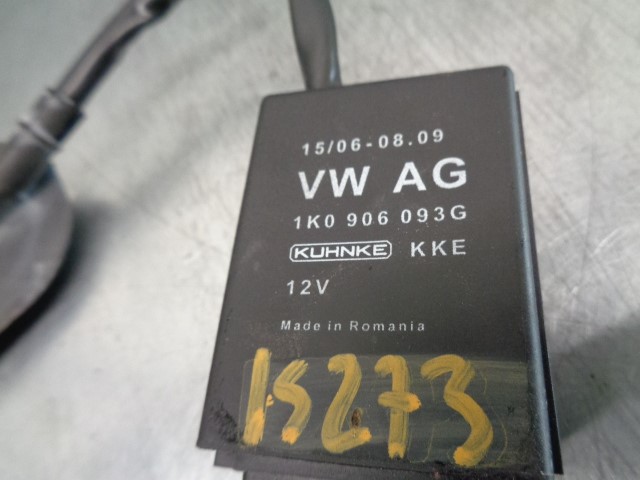 15/06-08.09
VW AG
1K0 906 093G
KUHNKE KKE
12V
Made in Romania
15273